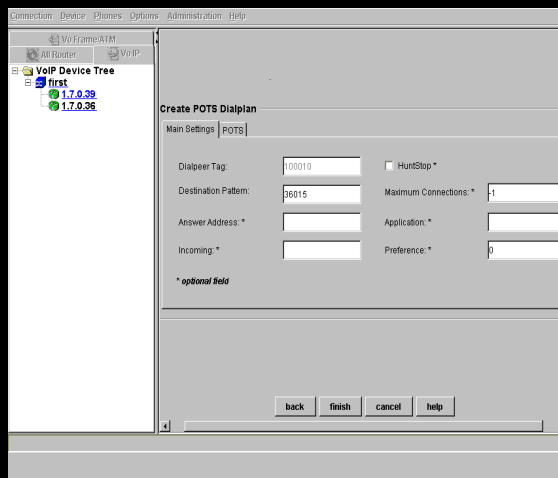 Connection Device Phones Options Administration Help
Vo Frame/ATM
All Router VoIP
VoIP Device Tree
first
1.7.0.39
1.7.0.36
Create POTS Dialplan
Main Settings POTS
Dialpeer Tag: 100010 HuntStop *
Destination Pattern: 36015 Maximum Connections: * -1
Answer Address: * Application: *
Incoming: * Preference: * 0
* optional field
back finish cancel help